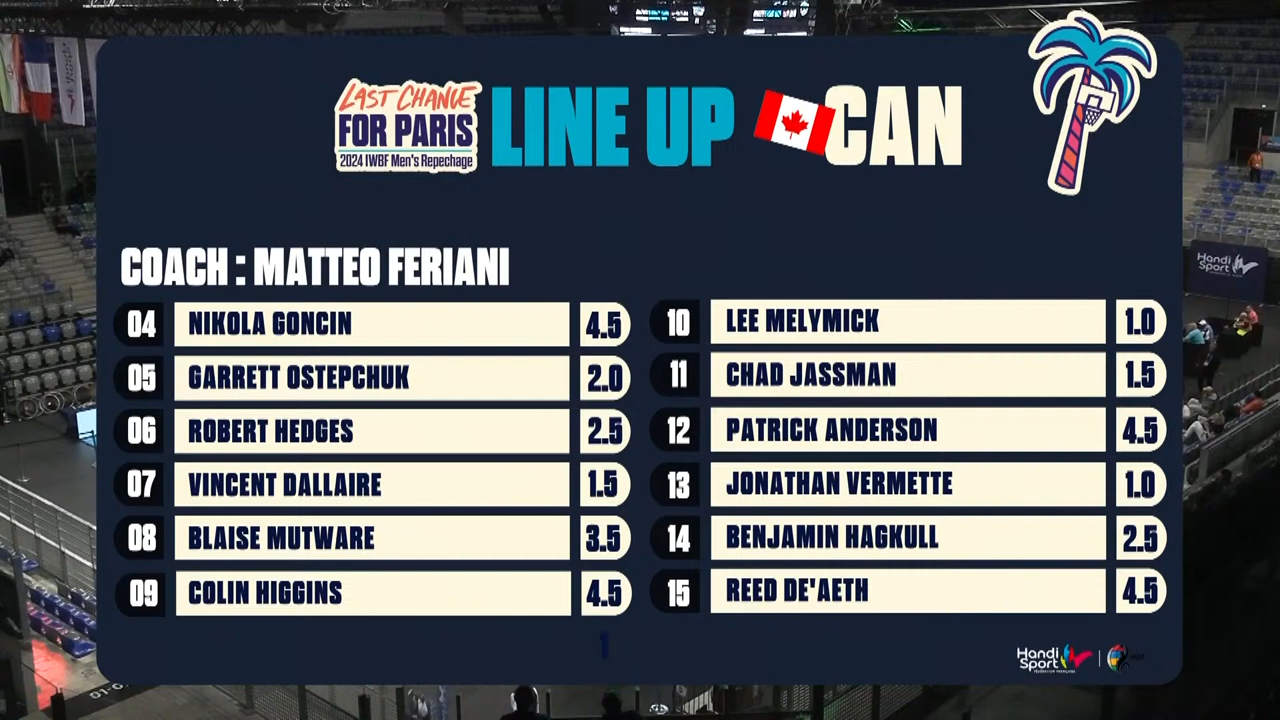 LAST CHANCE
FOR PARIS
2024 IWBF Men's Repechage
LINE UP CAN
COACH : MATTEO FERIANI
04 NIKOLA GONCIN 4.5
05 GARRETT OSTEPCHUK 2.0
06 ROBERT HEDGES 2.5
07 VINCENT DALLAIRE 1.5
08 BLAISE MUTWARE 3.5
09 COLIN HIGGINS 4.5
10 LEE MELYMICK 1.0
11 CHAD JASSMAN 1.5
12 PATRICK ANDERSON 4.5
13 JONATHAN VERMETTE 1.0
14 BENJAMIN HAGKULL 2.5
15 REED DE'AETH 4.5
1
Handi
Sport
Handi
Sport